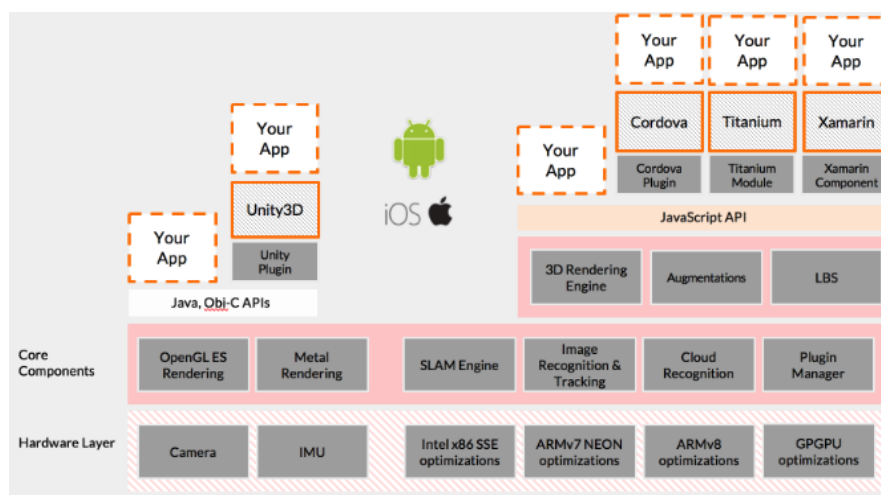 Your
App
Your
App
Your
App
Cordova
Titanium
Xamarin
Your
App
Cordova
Plugin
Titanium
Module
Xamarin
Component
JavaScript API
3D Rendering
Engine
Augmentations
LBS
iOS
Your
App
Unity3D
Unity
Plugin
Your
App
Java, Obj-C APIs
Core
Components
OpenGL ES
Rendering
Metal
Rendering
SLAM Engine
Image
Recognition &
Tracking
Cloud
Recognition
Plugin
Manager
Hardware Layer
Camera
IMU
Intel x86 SSE
optimizations
ARMv7 NEON
optimizations
ARMv8
optimizations
GPGPU
optimizations